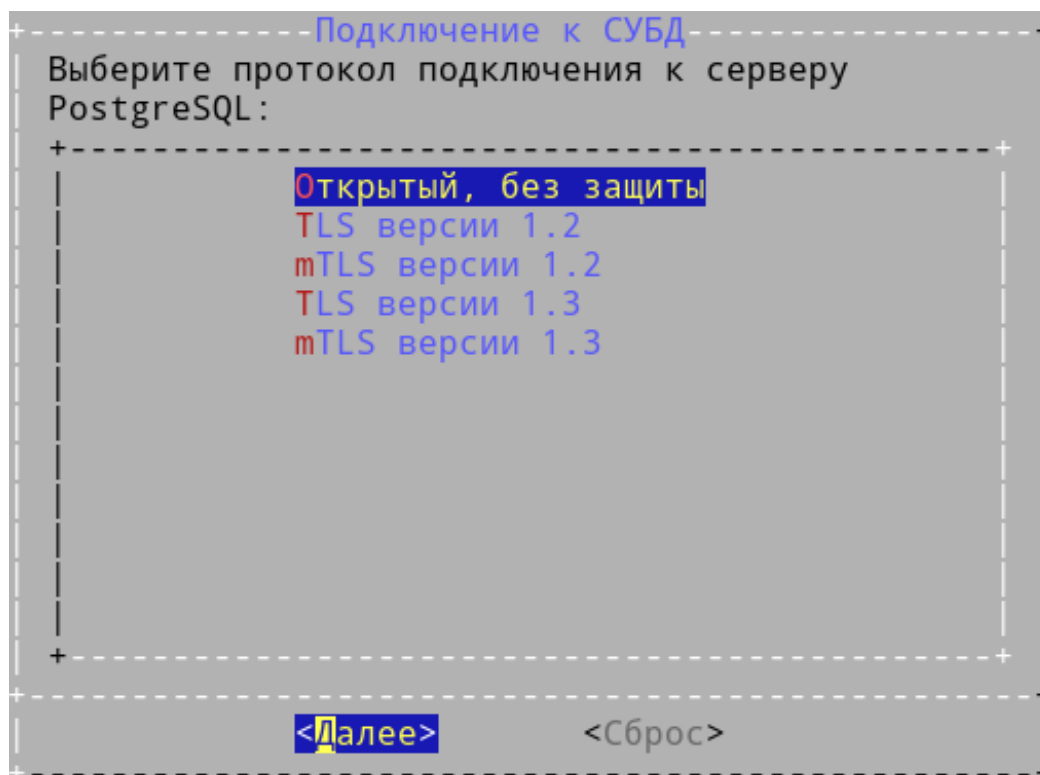 Подключение к СУБД
Выберите протокол подключения к серверу
PostgreSQL:
Открытый, без защиты
TLS версии 1.2
mTLS версии 1.2
TLS версии 1.3
mTLS версии 1.3
<Далее> <Сброс>